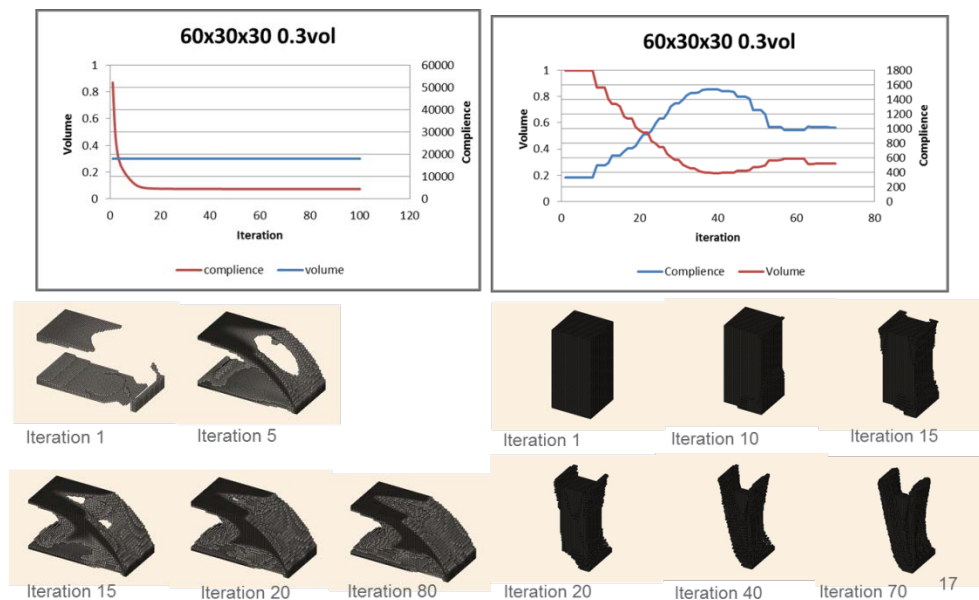 60x30x30 0.3vol
1
0.8
0.6
0.4
0.2
0
Volume
60000
50000
40000
30000
20000
10000
0
Complience
0 20 40 60 80 100 120
Iteration
complience volume
60x30x30 0.3vol
1
0.8
0.6
0.4
0.2
0
Volume
1800
1600
1400
1200
1000
800
600
400
200
0
Complience
0 20 40 60 80
iteration
Complience Volume
Iteration 1 Iteration 5
Iteration 1 Iteration 10 Iteration 15
Iteration 15 Iteration 20 Iteration 80
Iteration 20 Iteration 40 Iteration 70
17